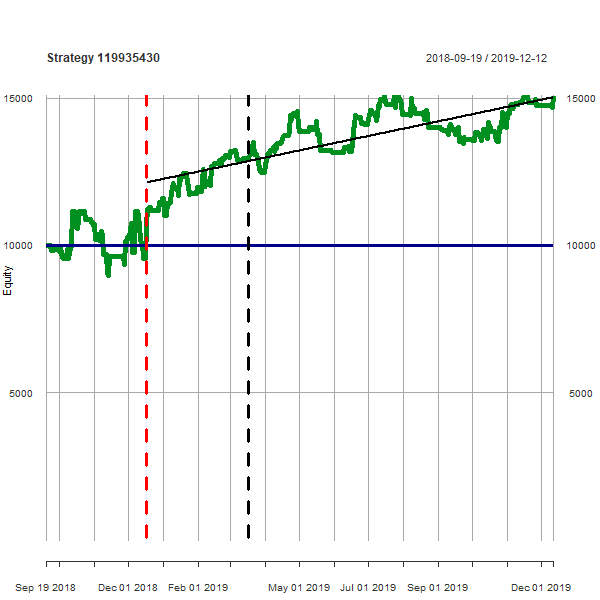 Strategy 119935430 2018-09-19 / 2019-12-12
15000 15000
10000 10000
Equity
5000 5000
Sep 19 2018 Dec 01 2018 Feb 01 2019 May 01 2019 Jul 01 2019 Sep 01 2019 Dec 01 2019